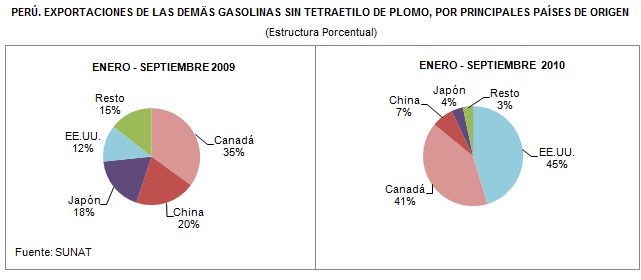 PERÚ. EXPORTACIONES DE LAS DEMÄS GASOLINAS SIN TETRAETILO DE PLOMO, POR PRINCIPALES PAÍSES DE ORIGEN
(Estructura Porcentual)
ENERO - SEPTIEMBRE 2009
Resto
15%
EE.UU.
12%
Canadá
35%
Japón
18%
China
20%
Fuente: SUNAT
ENERO - SEPTIEMBRE 2010
Japón
4%
Resto
3%
China
7%
EE.UU.
45%
Canadá
41%